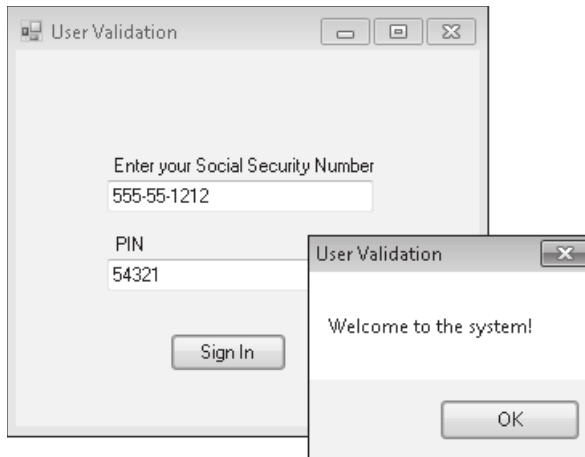 User Validation
Enter your Social Security Number
555-55-1212
PIN
54321
Sign In
User Validation
Welcome to the system!
OK